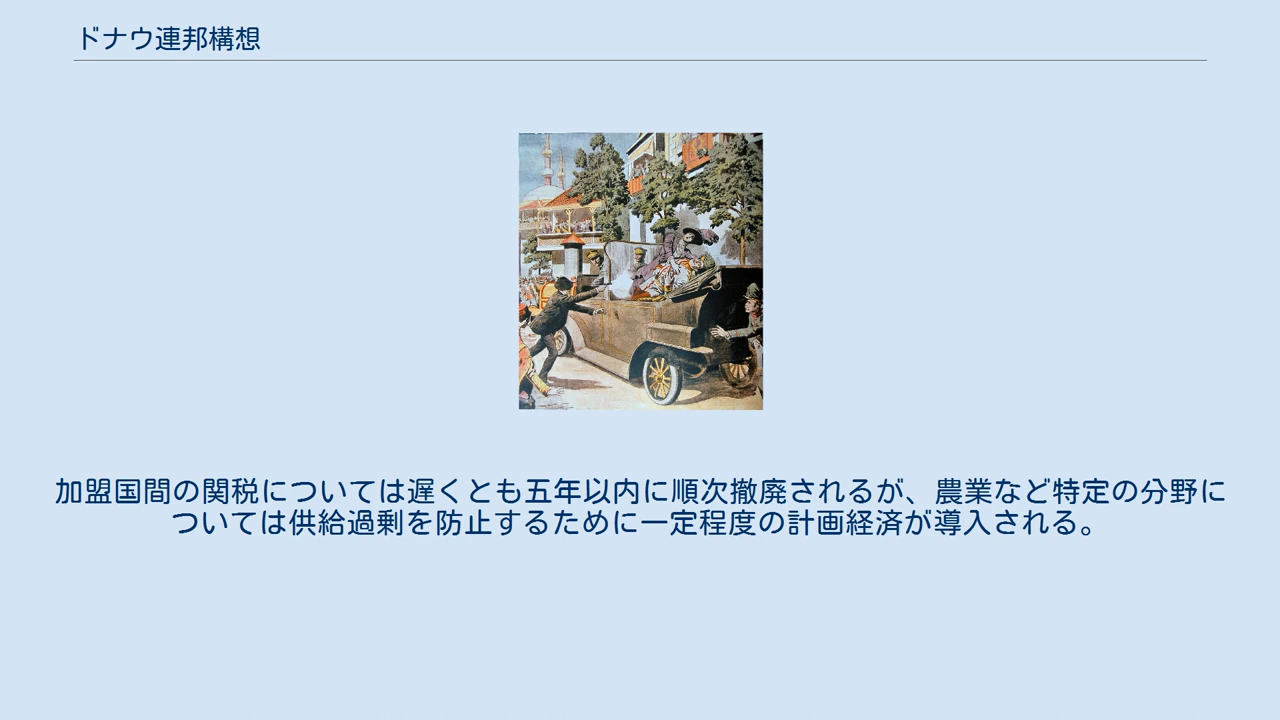 ドナウ連邦構想
加盟国間の関税については遅くとも五年以内に順次撤廃されるが、農業など特定の分野に
ついては供給過剰を防止するために一定程度の計画経済が導入される。